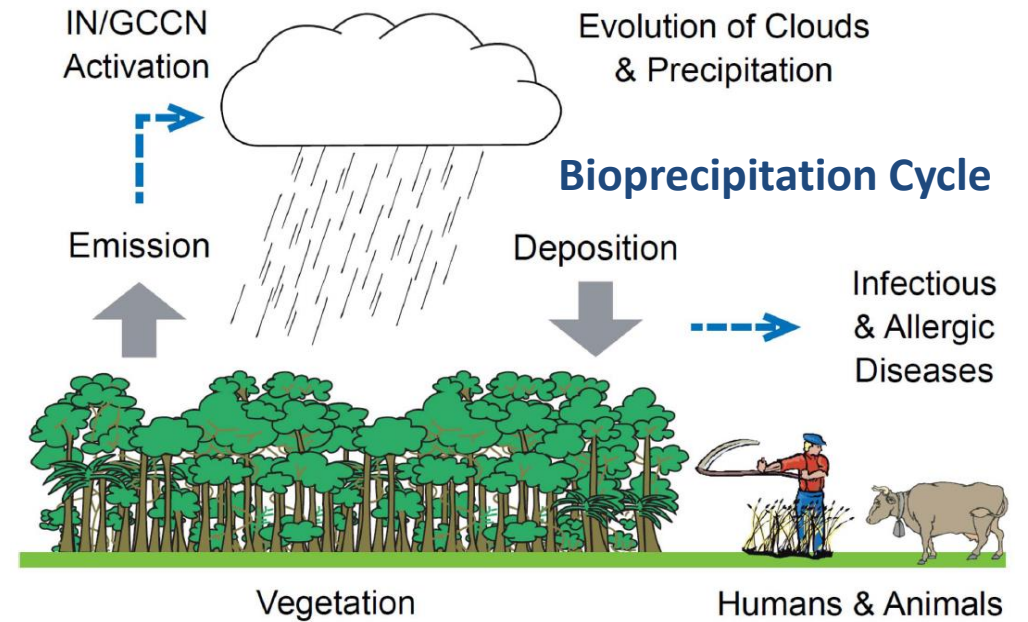 IN/GCCN
Activation
Evolution of Clouds
& Precipitation
Bioprecipitation Cycle
Emission
Deposition
Infectious
& Allergic
Diseases
Vegetation
Humans & Animals